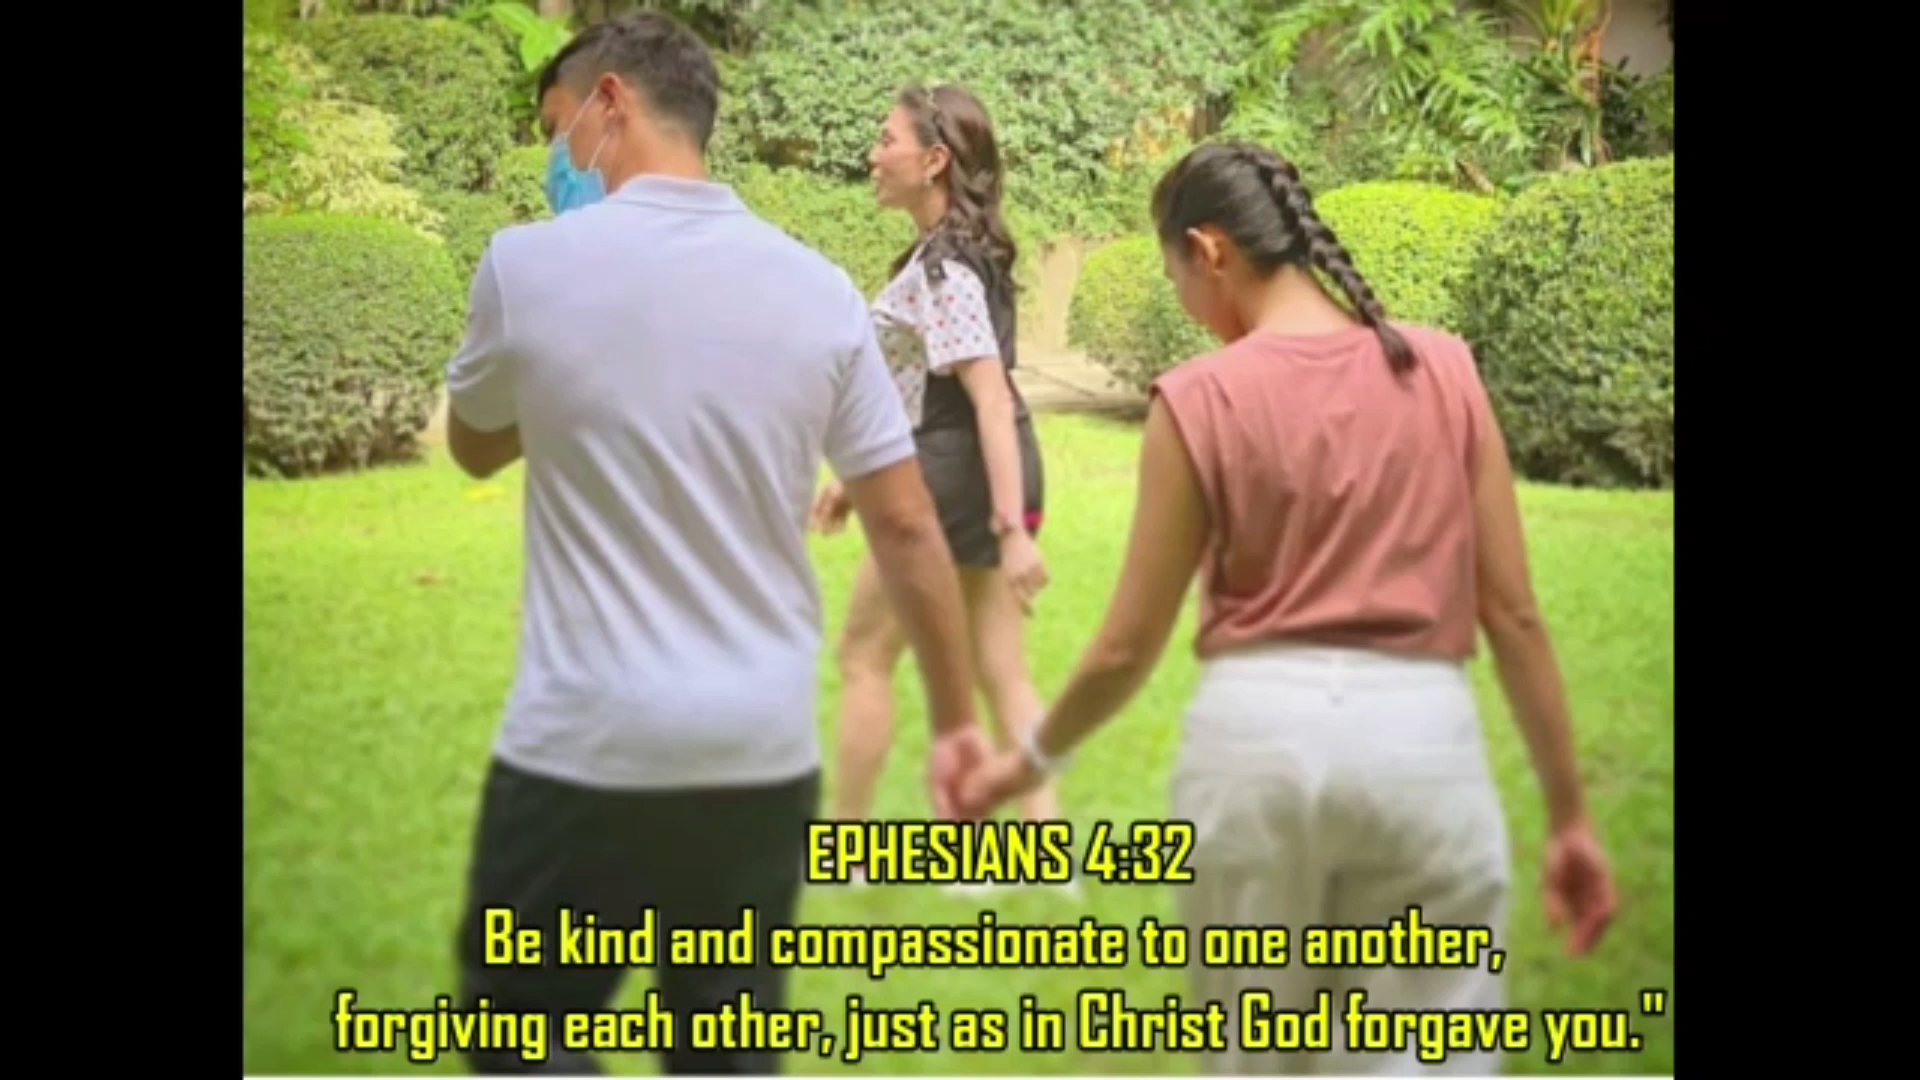 EPHESIANS 4:32
Be kind and compassionate to one another,
forgiving each other, just as in Christ God forgave you."